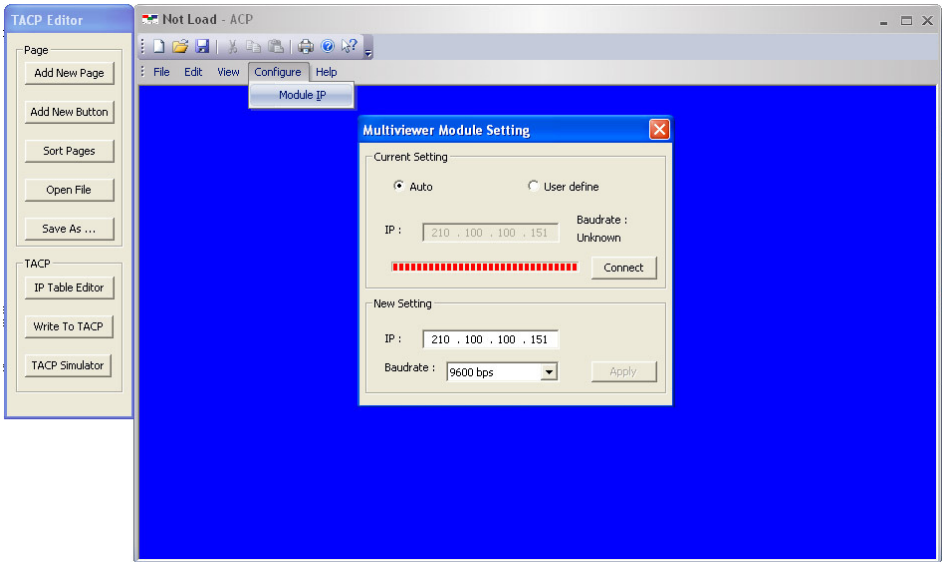 TACP Editor
Page
Add New Page
Add New Button
Sort Pages
Open File
Save As ...
TACP
IP Table Editor
Write To TACP
TACP Simulator
Not Load - ACP
File Edit View Configure Help
Module IP
Multiviewer Module Setting
Current Setting
Auto User define
IP : 210 . 100 . 100 . 151 Baudrate :
Unknown
Connect
New Setting
IP : 210 . 100 . 100 . 151
Baudrate : 9600 bps Apply